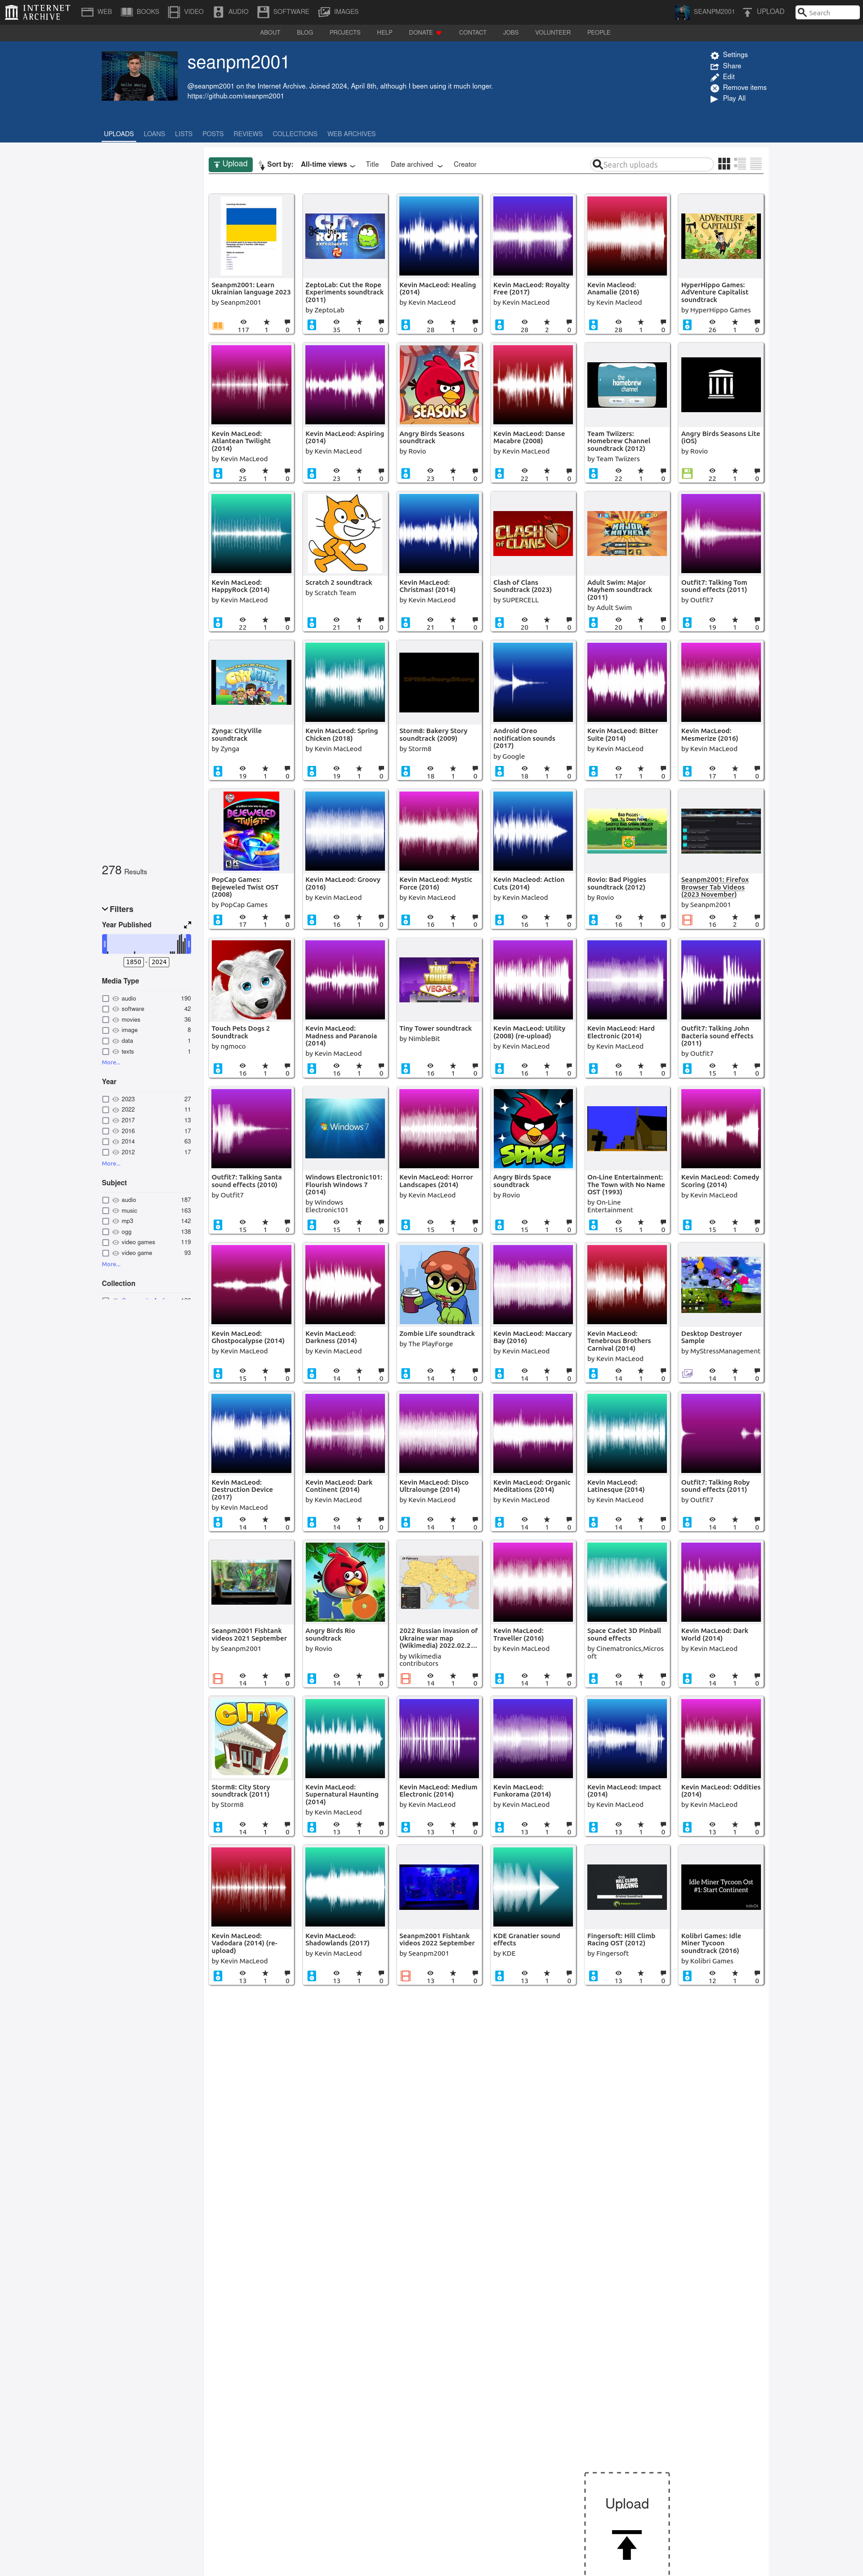 INTERNET ARCHIVE
WEB BOOKS VIDEO AUDIO SOFTWARE IMAGES SEANPM2001 UPLOAD Search
ABOUT BLOG PROJECTS HELP DONATE CONTACT JOBS VOLUNTEER PEOPLE
seanpm2001
@seanpm2001 on the Internet Archive. Joined 2024, April 8th, although I been using it much longer.
https://github.com/seanpm2001
Settings
Share
Edit
Remove items
Play All
UPLOADS LOANS LISTS POSTS REVIEWS COLLECTIONS WEB ARCHIVES
Upload Sort by: All-time views Title Date archived Creator Search uploads
278 Results
Filters
Year Published
1850 - 2024
Media Type
audio 190
software 42
movies 36
image 8
data 1
texts 1
More...
Year
2023 27
2022 11
2017 13
2016 17
2014 63
2012 17
More...
Subject
audio 187
music 163
mp3 142
ogg 138
video games 119
video game 93
More...
Collection
Seanpm2001: Learn Ukrainian language 2023
by Seanpm2001
117 1 0
ZeptoLab: Cut the Rope Experiments soundtrack (2011)
by ZeptoLab
35 1 0
Kevin MacLeod: Healing (2014)
by Kevin MacLeod
28 1 0
Kevin MacLeod: Royalty Free (2017)
by Kevin MacLeod
28 2 0
Kevin Macleod: Anamalie (2016)
by Kevin Macleod
28 1 0
HyperHippo Games: AdVenture Capitalist soundtrack
by HyperHippo Games
26 1 0
Kevin MacLeod: Atlantean Twilight (2014)
by Kevin MacLeod
25 1 0
Kevin MacLeod: Aspiring (2014)
by Kevin MacLeod
23 1 0
Angry Birds Seasons soundtrack
by Rovio
23 1 0
Kevin MacLeod: Danse Macabre (2008)
by Kevin MacLeod
22 1 0
Team Twiizers: Homebrew Channel soundtrack (2012)
by Team Twiizers
22 1 0
Angry Birds Seasons Lite (iOS)
by Rovio
22 1 0
Kevin MacLeod: HappyRock (2014)
by Kevin MacLeod
22 1 0
Scratch 2 soundtrack
by Scratch Team
21 1 0
Kevin MacLeod: Christmas! (2014)
by Kevin MacLeod
21 1 0
Clash of Clans Soundtrack (2023)
by SUPERCELL
20 1 0
Adult Swim: Major Mayhem soundtrack (2011)
by Adult Swim
20 1 0
Outfit7: Talking Tom sound effects (2011)
by Outfit7
19 1 0
Zynga: CityVille soundtrack
by Zynga
19 1 0
Kevin MacLeod: Spring Chicken (2018)
by Kevin MacLeod
19 1 0
Storm8: Bakery Story soundtrack (2009)
by Storm8
18 1 0
Android Oreo notification sounds (2017)
by Google
18 1 0
Kevin MacLeod: Bitter Suite (2014)
by Kevin MacLeod
17 1 0
Kevin MacLeod: Mesmerize (2016)
by Kevin MacLeod
17 1 0
PopCap Games: Bejeweled Twist OST (2008)
by PopCap Games
17 1 0
Kevin MacLeod: Groovy (2016)
by Kevin MacLeod
16 1 0
Kevin MacLeod: Mystic Force (2016)
by Kevin MacLeod
16 1 0
Kevin Macleod: Action Cuts (2014)
by Kevin Macleod
16 1 0
Rovio: Bad Piggies soundtrack (2012)
by Rovio
16 1 0
Seanpm2001: Firefox Browser Tab Videos (2023 November)
by Seanpm2001
16 2 0
Touch Pets Dogs 2 Soundtrack
by ngmoco
16 1 0
Kevin MacLeod: Madness and Paranoia (2014)
by Kevin MacLeod
16 1 0
Tiny Tower soundtrack
by NimbleBit
16 1 0
Kevin MacLeod: Utility (2008) (re-upload)
by Kevin MacLeod
16 1 0
Kevin MacLeod: Hard Electronic (2014)
by Kevin MacLeod
16 1 0
Outfit7: Talking John Bacteria sound effects (2011)
by Outfit7
15 1 0
Outfit7: Talking Santa sound effects (2010)
by Outfit7
15 1 0
Windows Electronic101: Flourish Windows 7 (2014)
by Windows Electronic101
15 1 0
Kevin MacLeod: Horror Landscapes (2014)
by Kevin MacLeod
15 1 0
Angry Birds Space soundtrack
by Rovio
15 1 0
On-Line Entertainment: The Town with No Name OST (1993)
by On-Line Entertainment
15 1 0
Kevin MacLeod: Comedy Scoring (2014)
by Kevin MacLeod
15 1 0
Kevin MacLeod: Ghostpocalypse (2014)
by Kevin MacLeod
15 1 0
Kevin MacLeod: Darkness (2014)
by Kevin MacLeod
14 1 0
Zombie Life soundtrack
by The PlayForge
14 1 0
Kevin MacLeod: Maccary Bay (2016)
by Kevin MacLeod
14 1 0
Kevin MacLeod: Tenebrous Brothers Carnival (2014)
by Kevin MacLeod
14 1 0
Desktop Destroyer Sample
by MyStressManagement
14 1 0
Kevin MacLeod: Destruction Device (2017)
by Kevin MacLeod
14 1 0
Kevin MacLeod: Dark Continent (2014)
by Kevin MacLeod
14 1 0
Kevin MacLeod: Disco Ultralounge (2014)
by Kevin MacLeod
14 1 0
Kevin MacLeod: Organic Meditations (2014)
by Kevin MacLeod
14 1 0
Kevin MacLeod: Latinesque (2014)
by Kevin MacLeod
14 1 0
Outfit7: Talking Roby sound effects (2011)
by Outfit7
14 1 0
Seanpm2001 Fishtank videos 2021 September
by Seanpm2001
14 1 0
Angry Birds Rio soundtrack
by Rovio
14 1 0
2022 Russian invasion of Ukraine war map (Wikimedia) 2022.02.2...
by Wikimedia contributors
14 1 0
Kevin MacLeod: Traveller (2016)
by Kevin MacLeod
14 1 0
Space Cadet 3D Pinball sound effects
by Cinematronics,Microsoft
14 1 0
Kevin MacLeod: Dark World (2014)
by Kevin MacLeod
14 1 0
Storm8: City Story soundtrack (2011)
by Storm8
14 1 0
Kevin MacLeod: Supernatural Haunting (2014)
by Kevin MacLeod
13 1 0
Kevin MacLeod: Medium Electronic (2014)
by Kevin MacLeod
13 1 0
Kevin MacLeod: Funkorama (2014)
by Kevin MacLeod
13 1 0
Kevin MacLeod: Impact (2014)
by Kevin MacLeod
13 1 0
Kevin MacLeod: Oddities (2014)
by Kevin MacLeod
13 1 0
Kevin MacLeod: Vadodara (2014) (re-upload)
by Kevin MacLeod
13 1 0
Kevin MacLeod: Shadowlands (2017)
by Kevin MacLeod
13 1 0
Seanpm2001 Fishtank videos 2022 September
by Seanpm2001
13 1 0
KDE Granatier sound effects
by KDE
13 1 0
Fingersoft: Hill Climb Racing OST (2012)
by Fingersoft
13 1 0
Idle Miner Tycoon Ost
#1: Start Continent
Kolibri Games: Idle Miner Tycoon soundtrack (2016)
by Kolibri Games
12 1 0
Upload